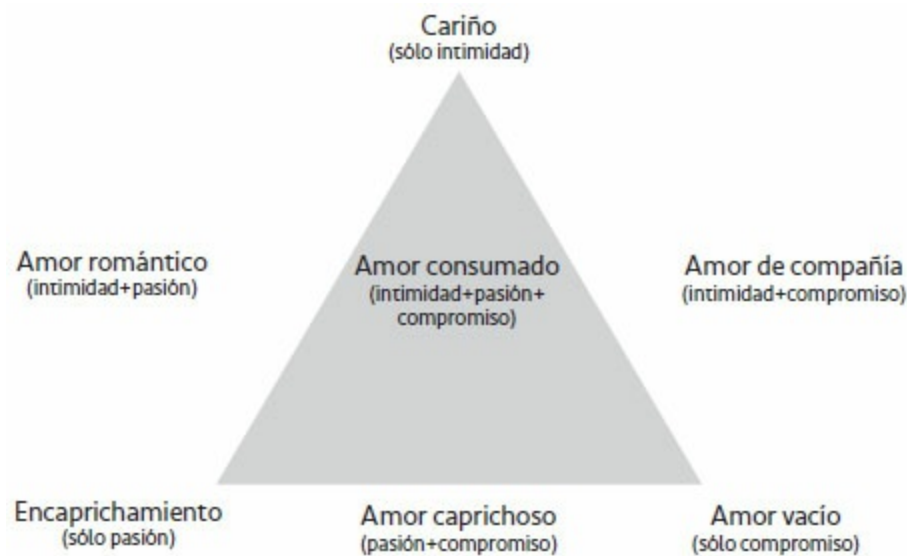 Cariño
(sólo intimidad)
Amor romántico
(intimidad+pasión)
Amor consumado
(intimidad+pasión+
compromiso)
Amor de compañía
(intimidad+compromiso)
Encaprichamiento
(sólo pasión)
Amor caprichoso
(pasión+compromiso)
Amor vacío
(sólo compromiso)